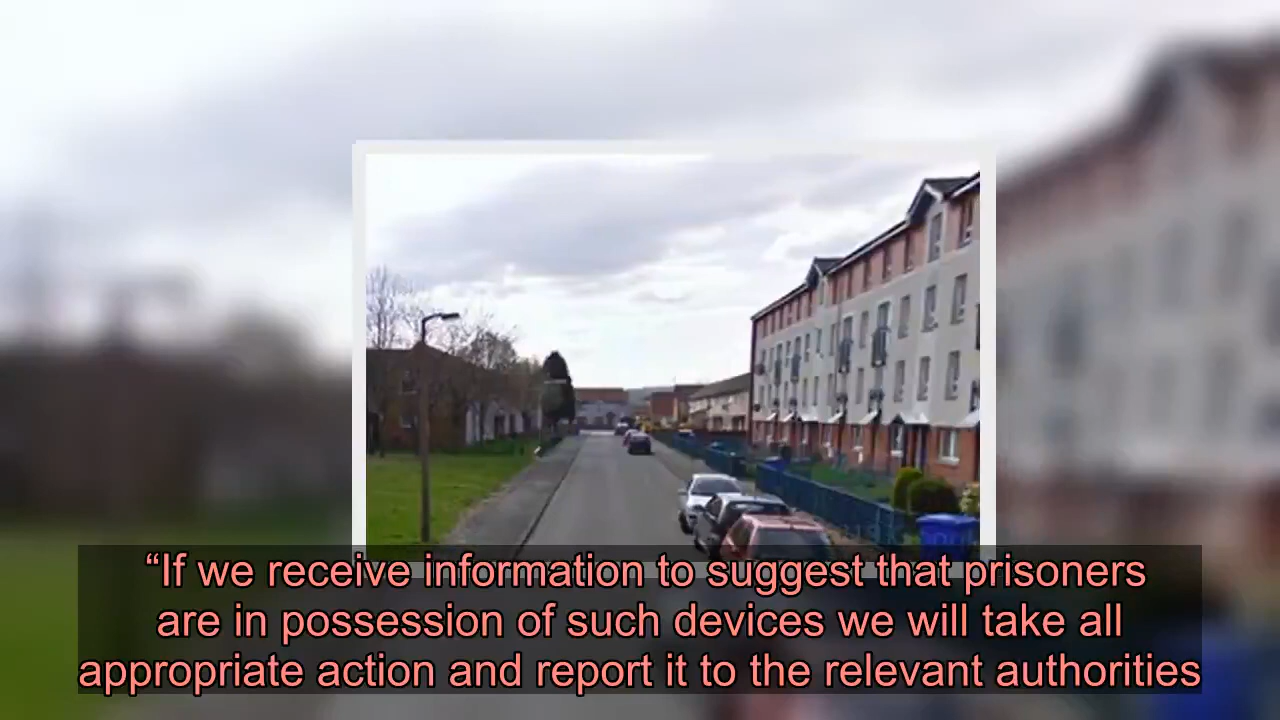 “If we receive information to suggest that prisoners
are in possession of such devices we will take all
appropriate action and report it to the relevant authorities